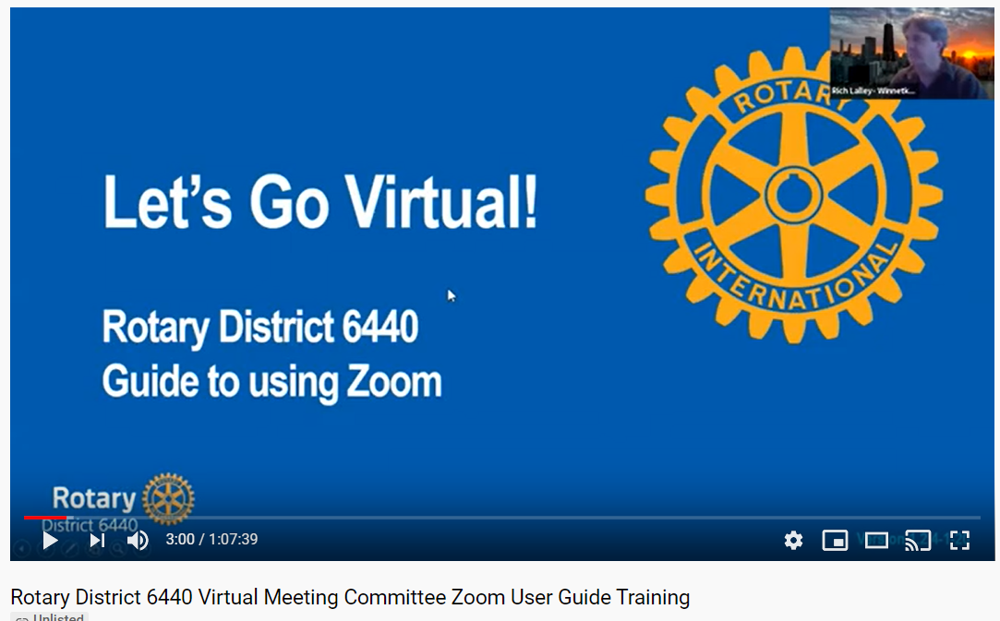 ROTARY
Rich Lalley- Winnetk...
Let's Go Virtual!
INTERNATIONAL
Rotary District 6440
Guide to using Zoom
Rotary
District 6440
3:00 / 1:07:39
Rotary District 6440 Virtual Meeting Committee Zoom User Guide Training
Unlisted